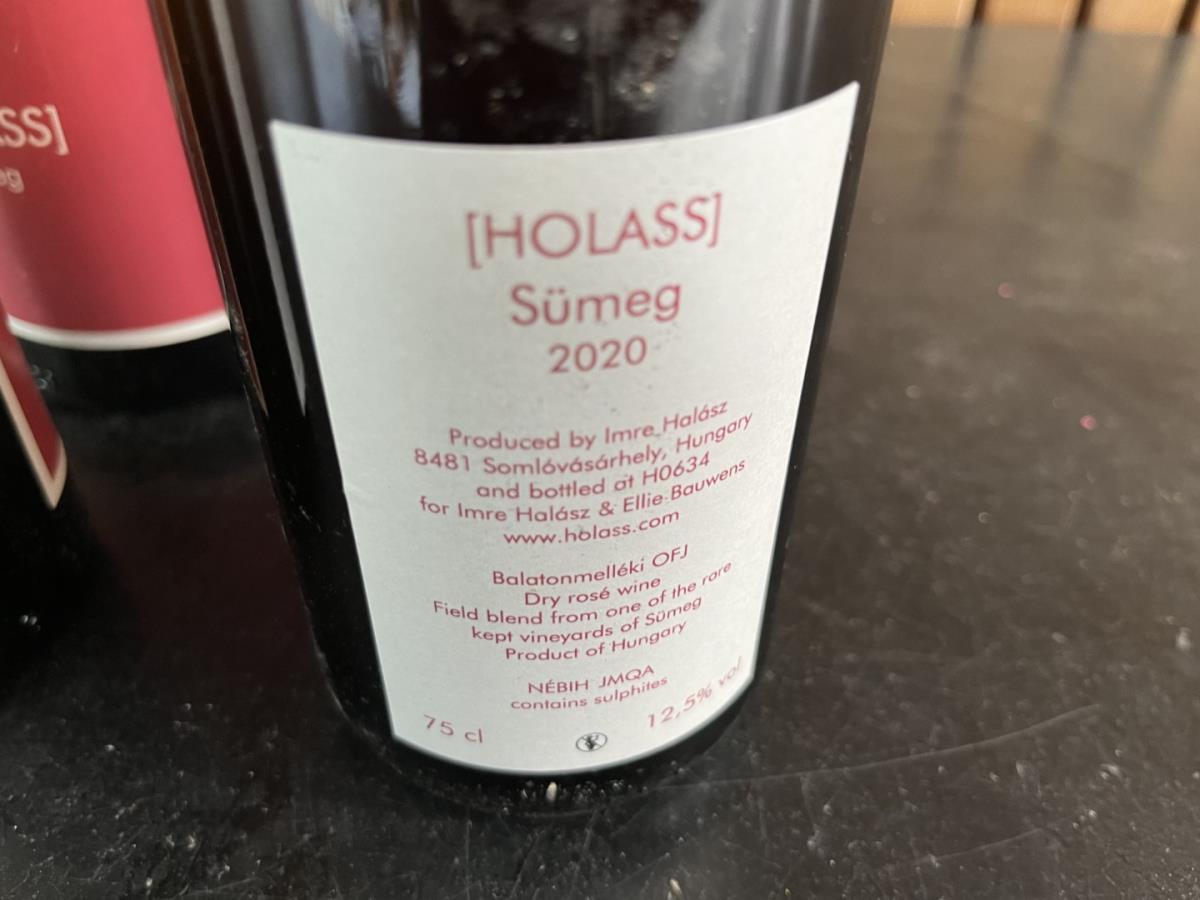 SS]
eg
[HOLASS]
Sümeg
2020
Produced by Imre Halász
8481 Somlóvásárhely, Hungary
and bottled at H0634
for Imre Halász & Ellie Bauwens
www.holass.com
Balatonmelléki OFJ
Dry rosé wine
Field blend from one of the rare
kept vineyards of Sümeg
Product of Hungary
NÉBIH JMQA
contains sulphites
75 cl
12,5% vol